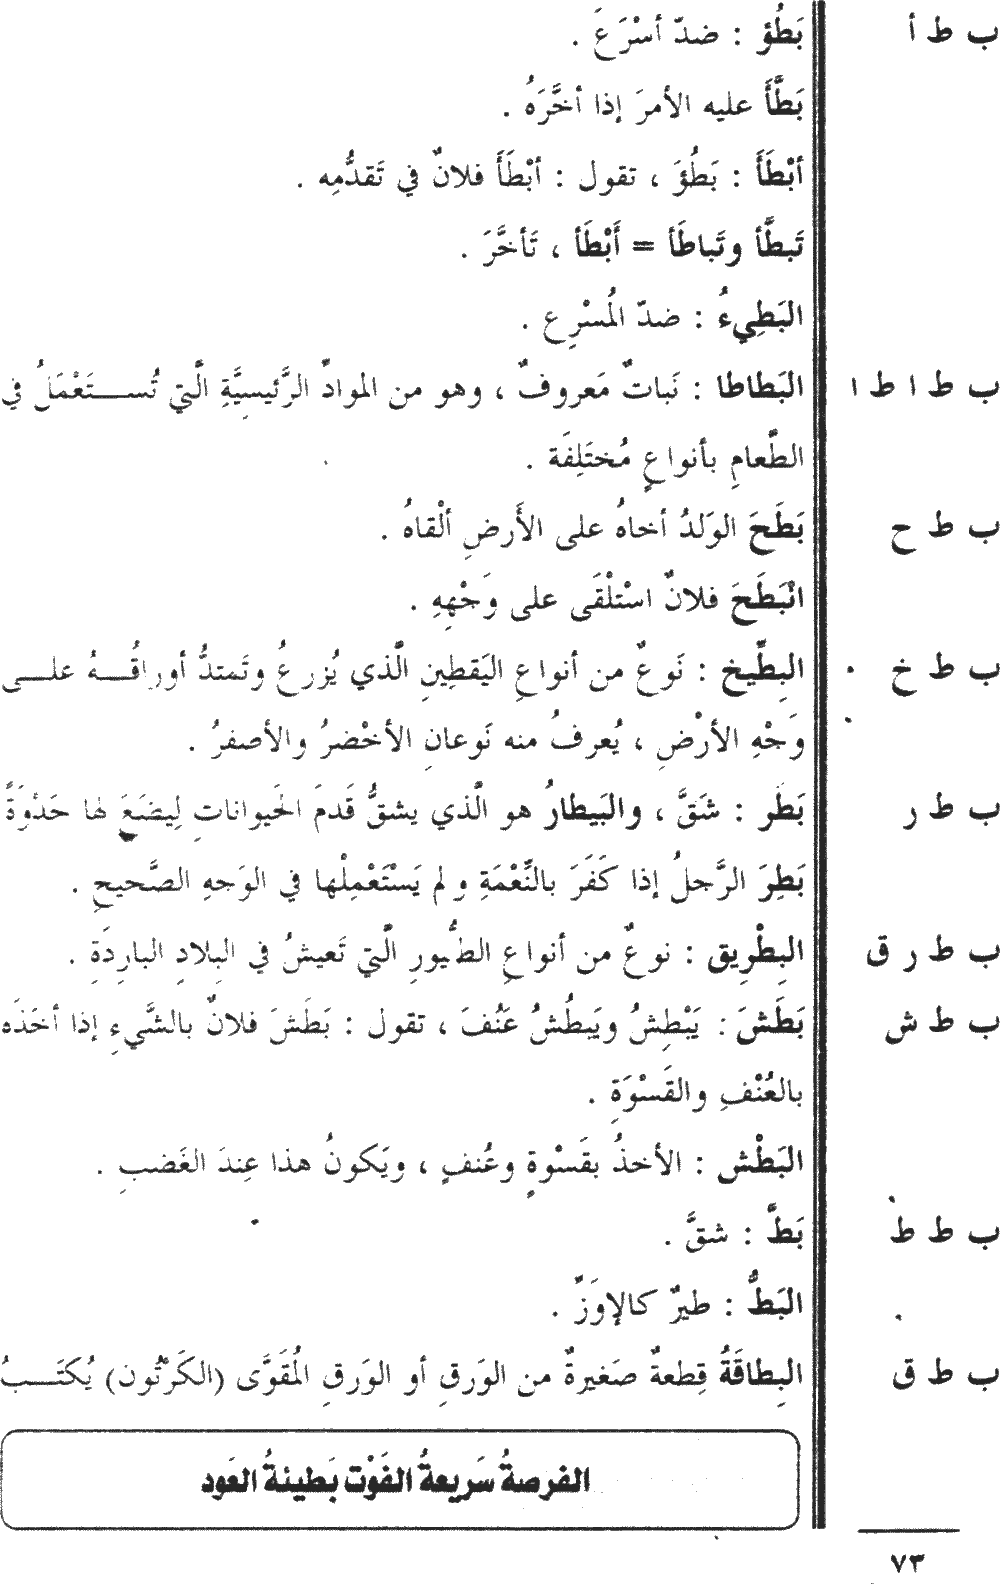 ب ط أ بَطُؤ : ضدّ أسْرَعَ .
بَطَّأَ عليه الأمرَ إذا أخَّرَهُ .
أبْطَأَ : بَطُؤَ ، تقول : أبْطَأَ فلانٌ في تَقدُّمِه .
تَبطَّأ وتَباطَأ = أَبْطَأ ، تَأخَّرَ .
البَطِيءُ : ضدّ المُسْرِع .
ب ط ا ط ا البَطاطا : نَباتٌ مَعروفٌ ، وهو من الموادِّ الرَّئيسيَّةِ الَّتي تُستَعْمَلُ في
الطَّعامِ بأنواعٍ مُختَلِفَة .
ب ط ح بَطَحَ الوَلدُ أخاهُ على الأَرضِ ألْقاهُ .
انْبَطَحَ فلانٌ اسْتلْقَى على وَجْهِهِ .
ب ط خ البِطِّيخ : نَوعٌ من أنواعِ اليَقطِينِ الَّذي يُزرعُ وتَمتدُّ أوراقُهُ على
وَجْهِ الأرْضِ ، يُعرفُ منه نَوعانِ الأخْضرُ والأصفرُ .
ب ط ر بَطَر : شَقَّ ، والبَيطارُ هو الَّذي يشقُّ قَدمَ الحَيواناتِ لِيضَعَ لها حَذْوَةً
بَطِرَ الرَّجلُ إذا كَفَرَ بالنِّعْمَةِ ولم يَسْتَعْمِلْها في الوَجهِ الصَّحيحِ .
ب ط ر ق البِطْرِيق : نوعٌ من أنواعِ الطُّيورِ الَّتي تَعيشُ في البِلادِ البارِدَةِ .
ب ط ش بَطَشَ : يَبْطِشُ ويَبطُشُ عَنُفَ ، تقول : بَطَشَ فلانٌ بالشَّيءِ إذا أخَذَه
بالعُنْفِ والقَسْوَةِ .
البَطْش : الأخذُ بقَسْوةٍ وعُنفٍ ، ويَكونُ هذا عِندَ الغَضبِ .
ب ط ط بَطَّ : شقَّ .
البَطُّ : طيرٌ كالإوَزِّ .
ب ط ق البِطاقَةُ قِطعةٌ صَغيرةٌ من الوَرقِ أو الوَرقِ المُقَوَّى (الكَرْتُون) يُكتَبُ
الفرصةُ سَريعةُ الفَوْت بَطيئةُ العَود
٧٣